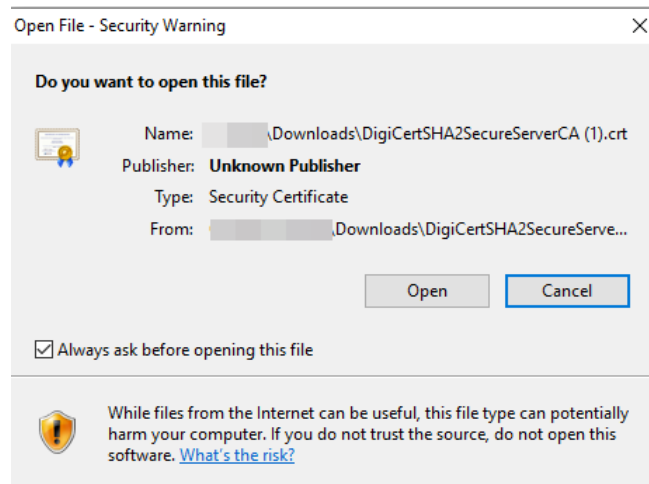 Open File - Security Warning
Do you want to open this file?
Name: \Downloads\DigiCertSHA2SecureServerCA (1).crt
Publisher: Unknown Publisher
Type: Security Certificate
From: \Downloads\DigiCertSHA2SecureServe...
Open Cancel
Always ask before opening this file
While files from the Internet can be useful, this file type can potentially
harm your computer. If you do not trust the source, do not open this
software. What's the risk?